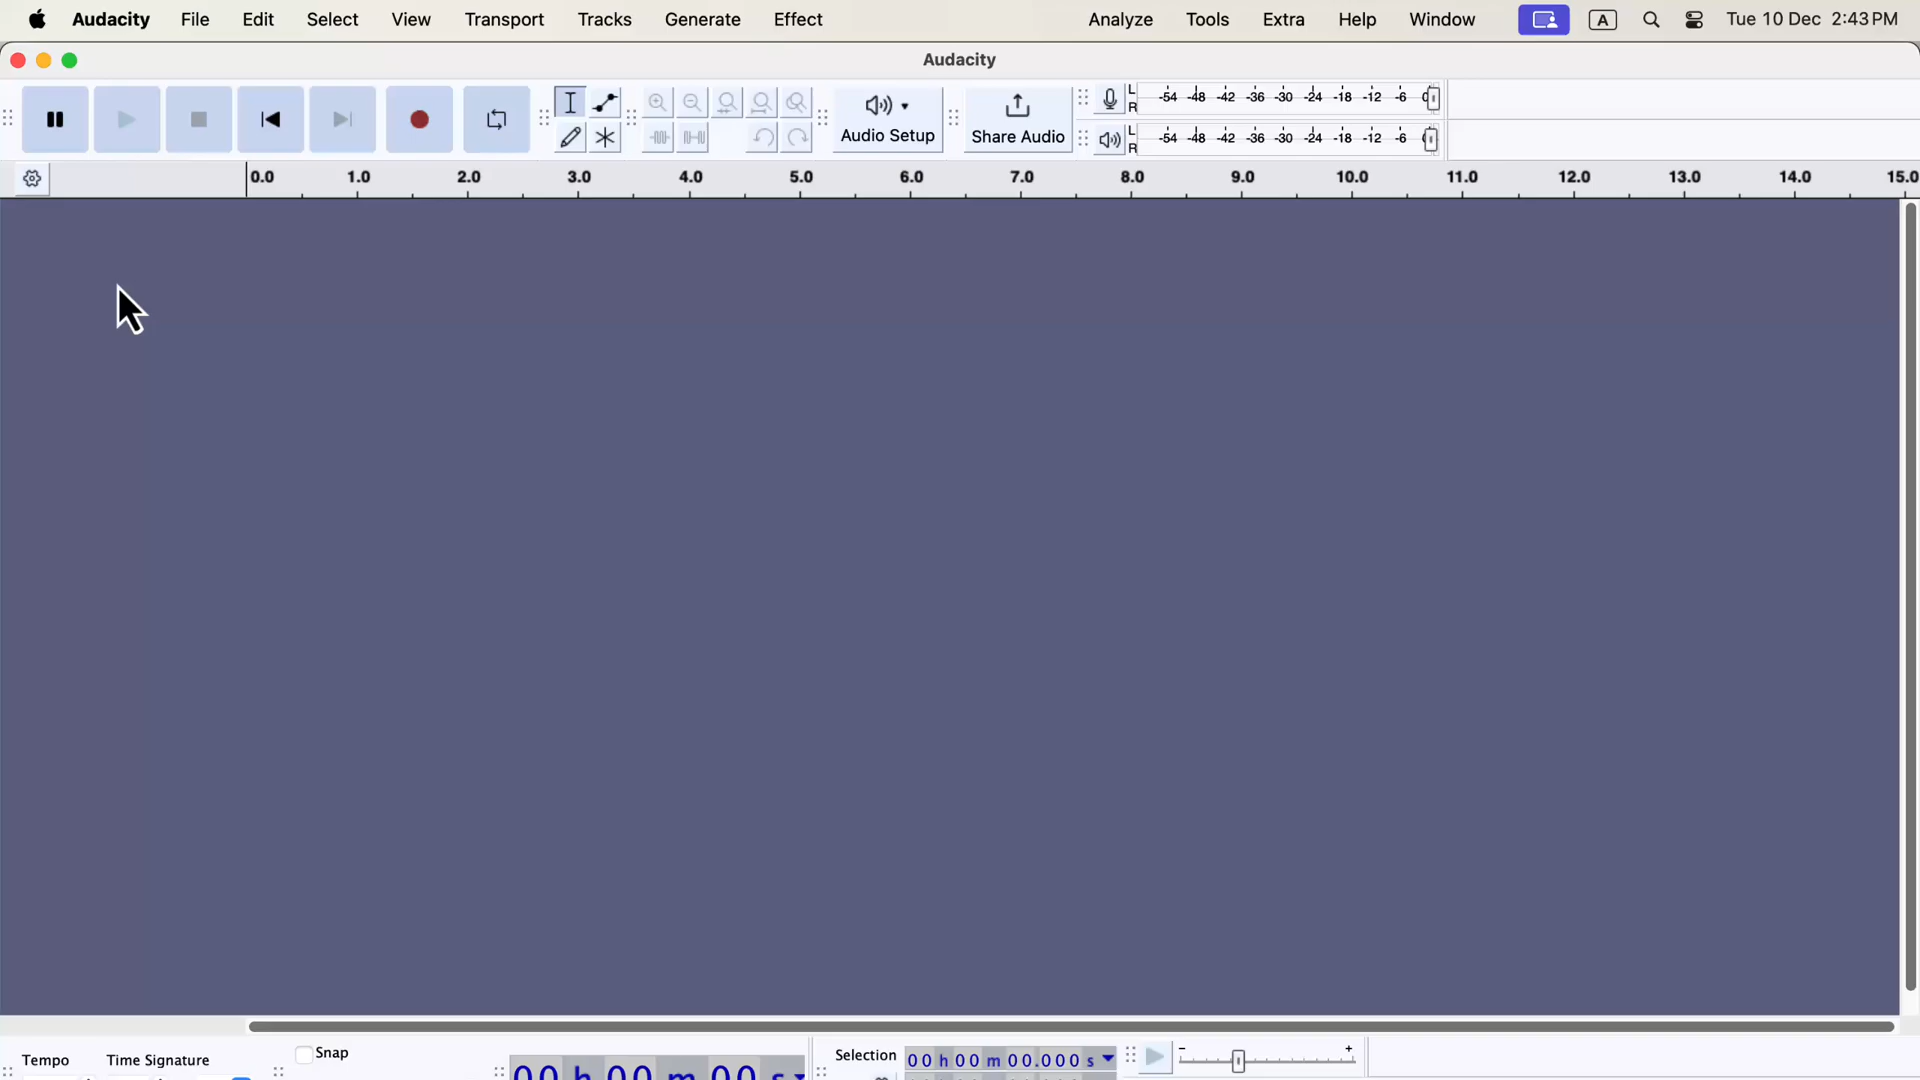 Audacity File Edit Select View Transport Tracks Generate Effect Analyze Tools Extra Help Window A Tue 10 Dec 2:43 PM
Audacity
Audio Setup
Share Audio
L R -54 -48 -42 -36 -30 -24 -18 -12 -6
L R -54 -48 -42 -36 -30 -24 -18 -12 -6
0.0 1.0 2.0 3.0 4.0 5.0 6.0 7.0 8.0 9.0 10.0 11.0 12.0 13.0 14.0 15.0
Tempo Time Signature Snap
00 h 00 m 00 s
Selection 00 h 00 m 00.000 s
- +